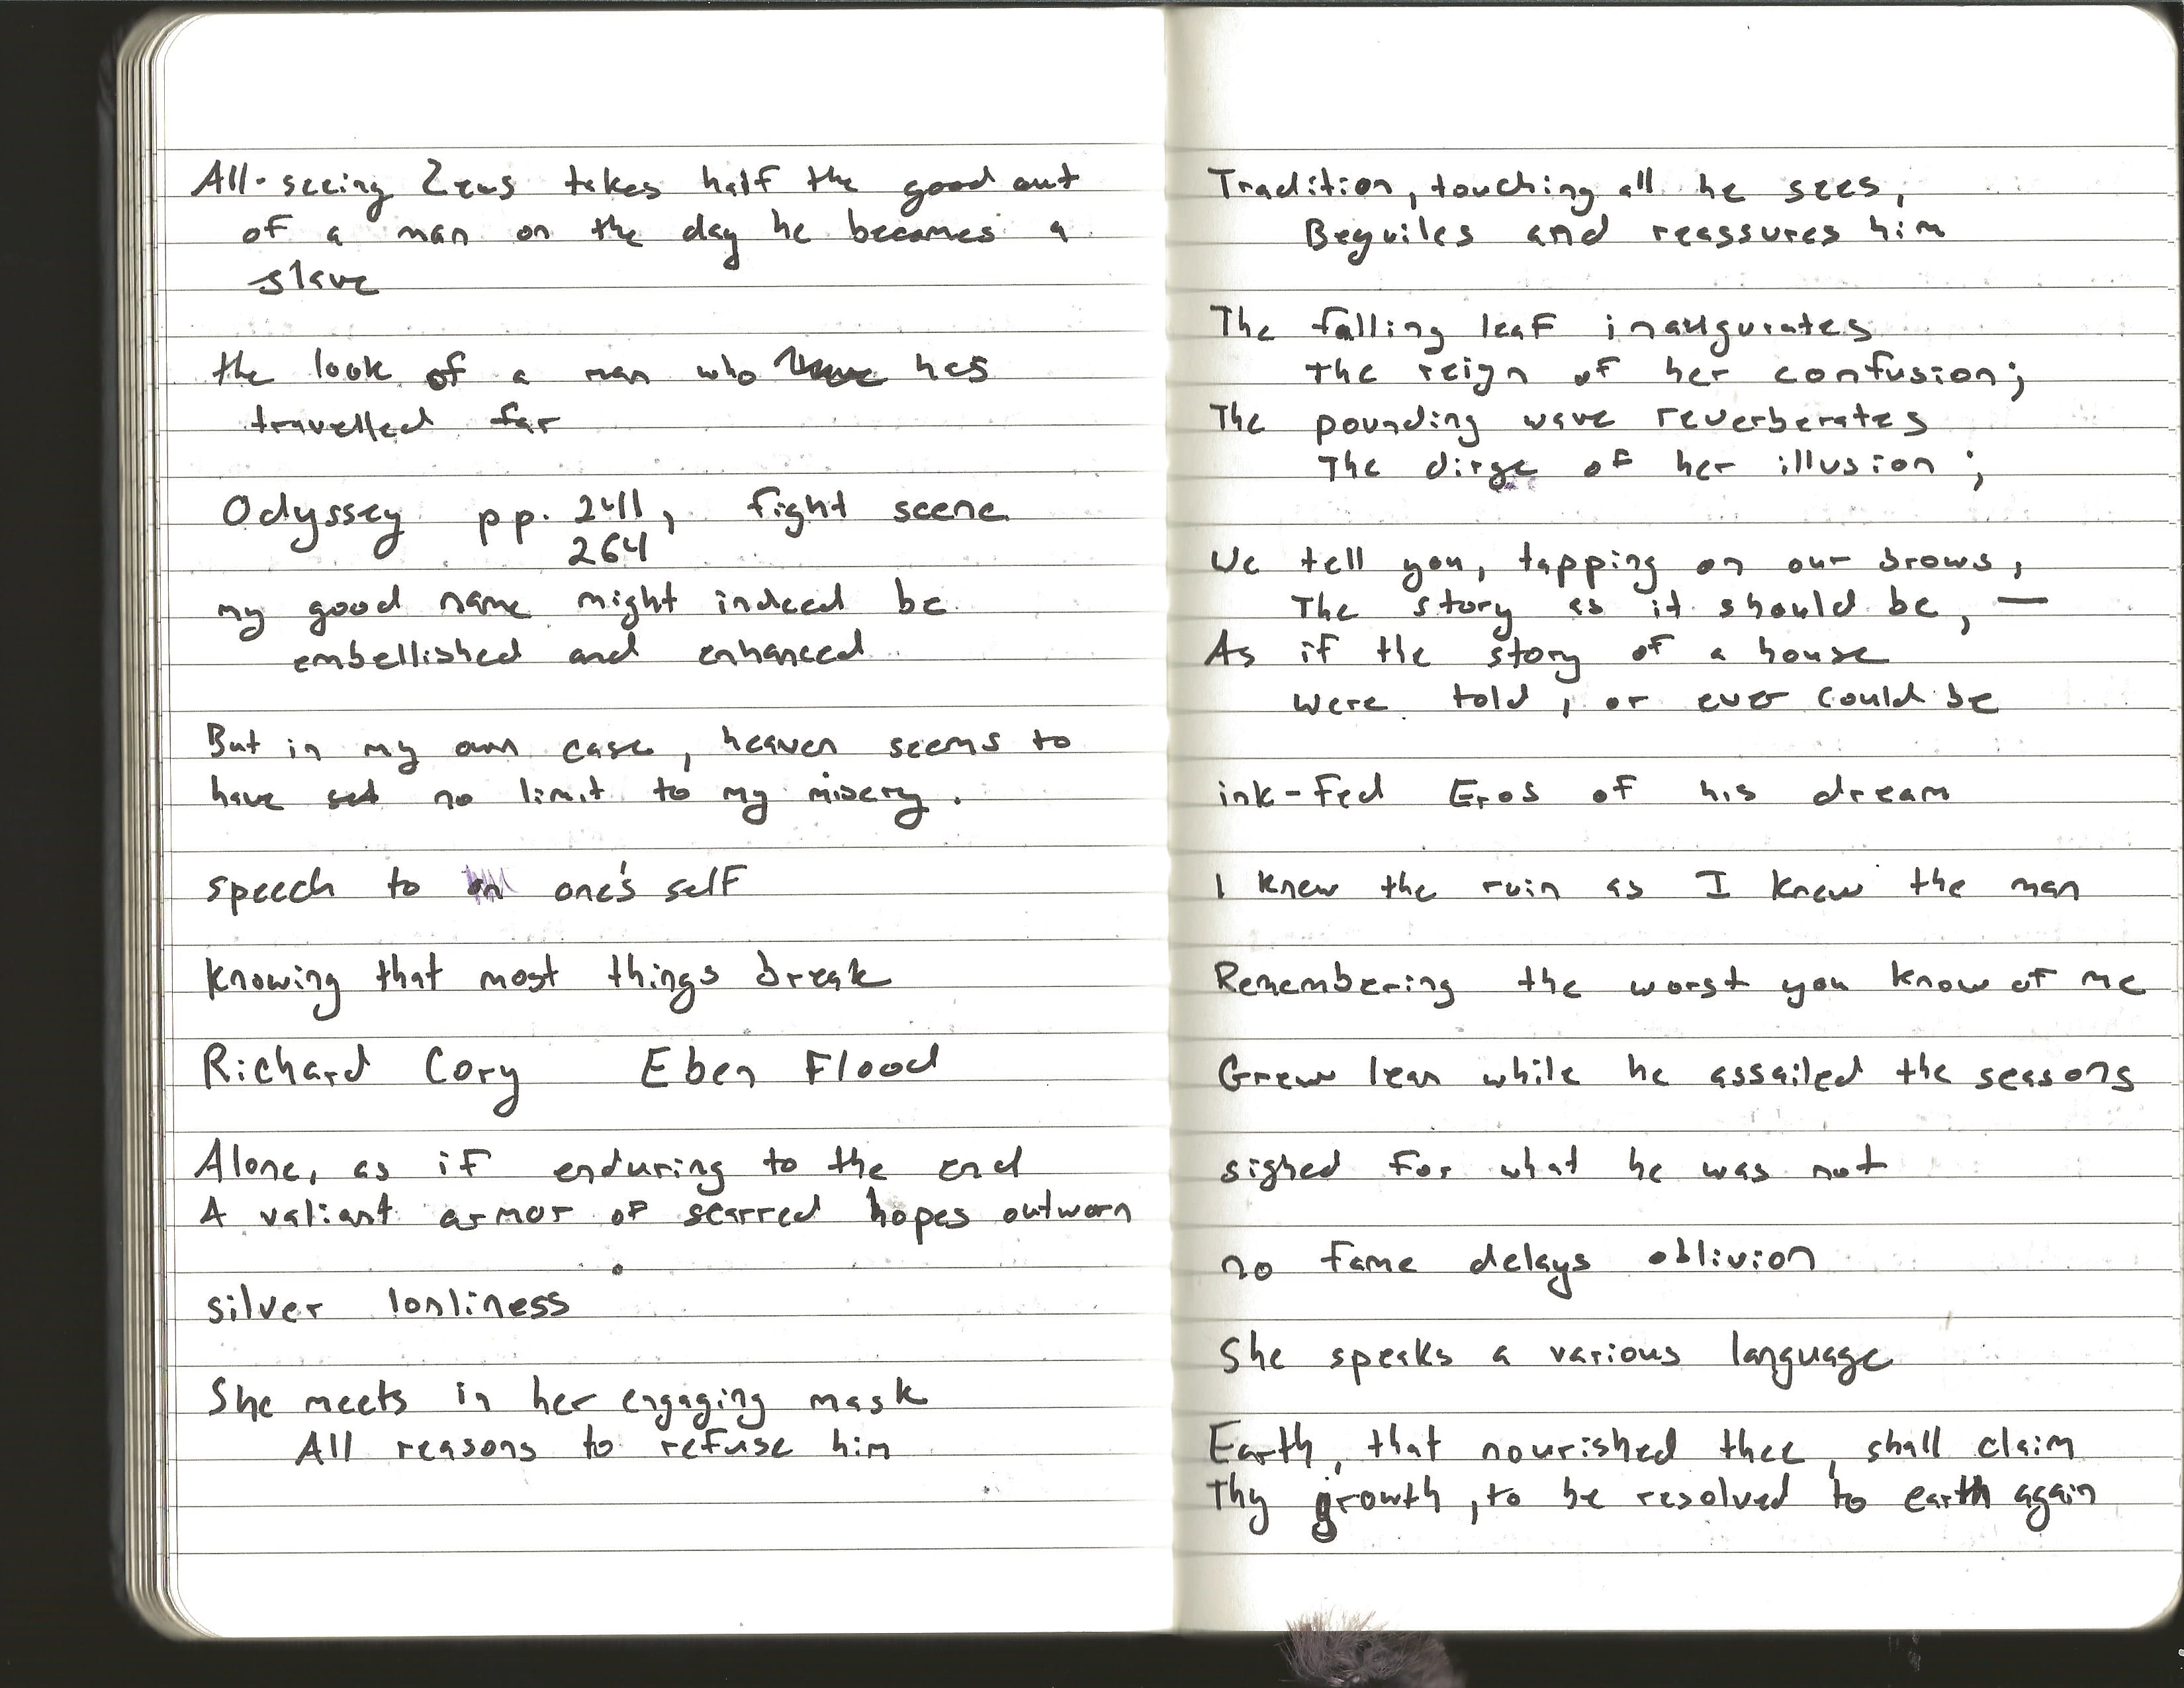 All-seeing Zeus takes half the good out
of a man on the day he becomes a
slave
the look of a man who has
travelled far
Odyssey pp. 241, fight scene
264
my good name might indeed be
embellished and enhanced
But in my own case, heaven seems to
have set no limit to my misery.
speech to one's self
Knowing that most things break
Richard Cory Eben Flood
Alone, as if enduring to the end
A valiant armor of scarred hopes outworn
silver lonliness
She meets in her engaging mask
All reasons to refuse him
Tradition, touching all he sees,
Beguiles and reassures him
The falling leaf inaugurates
The reign of her confusion;
The pounding wave reverberates
The dirge of her illusion;
We tell you, tapping on our brows,
The story as it should be, —
As if the story of a house
Were told, or ever could be
ink-fed Eros of his dream
I knew the ruin as I knew the man
Remembering the worst you know of me
Grew lean while he assailed the seasons
sighed for what he was not
no fame delays oblivion
She speaks a various language
Earth, that nourished thee, shall claim
Thy growth, to be resolved to earth again